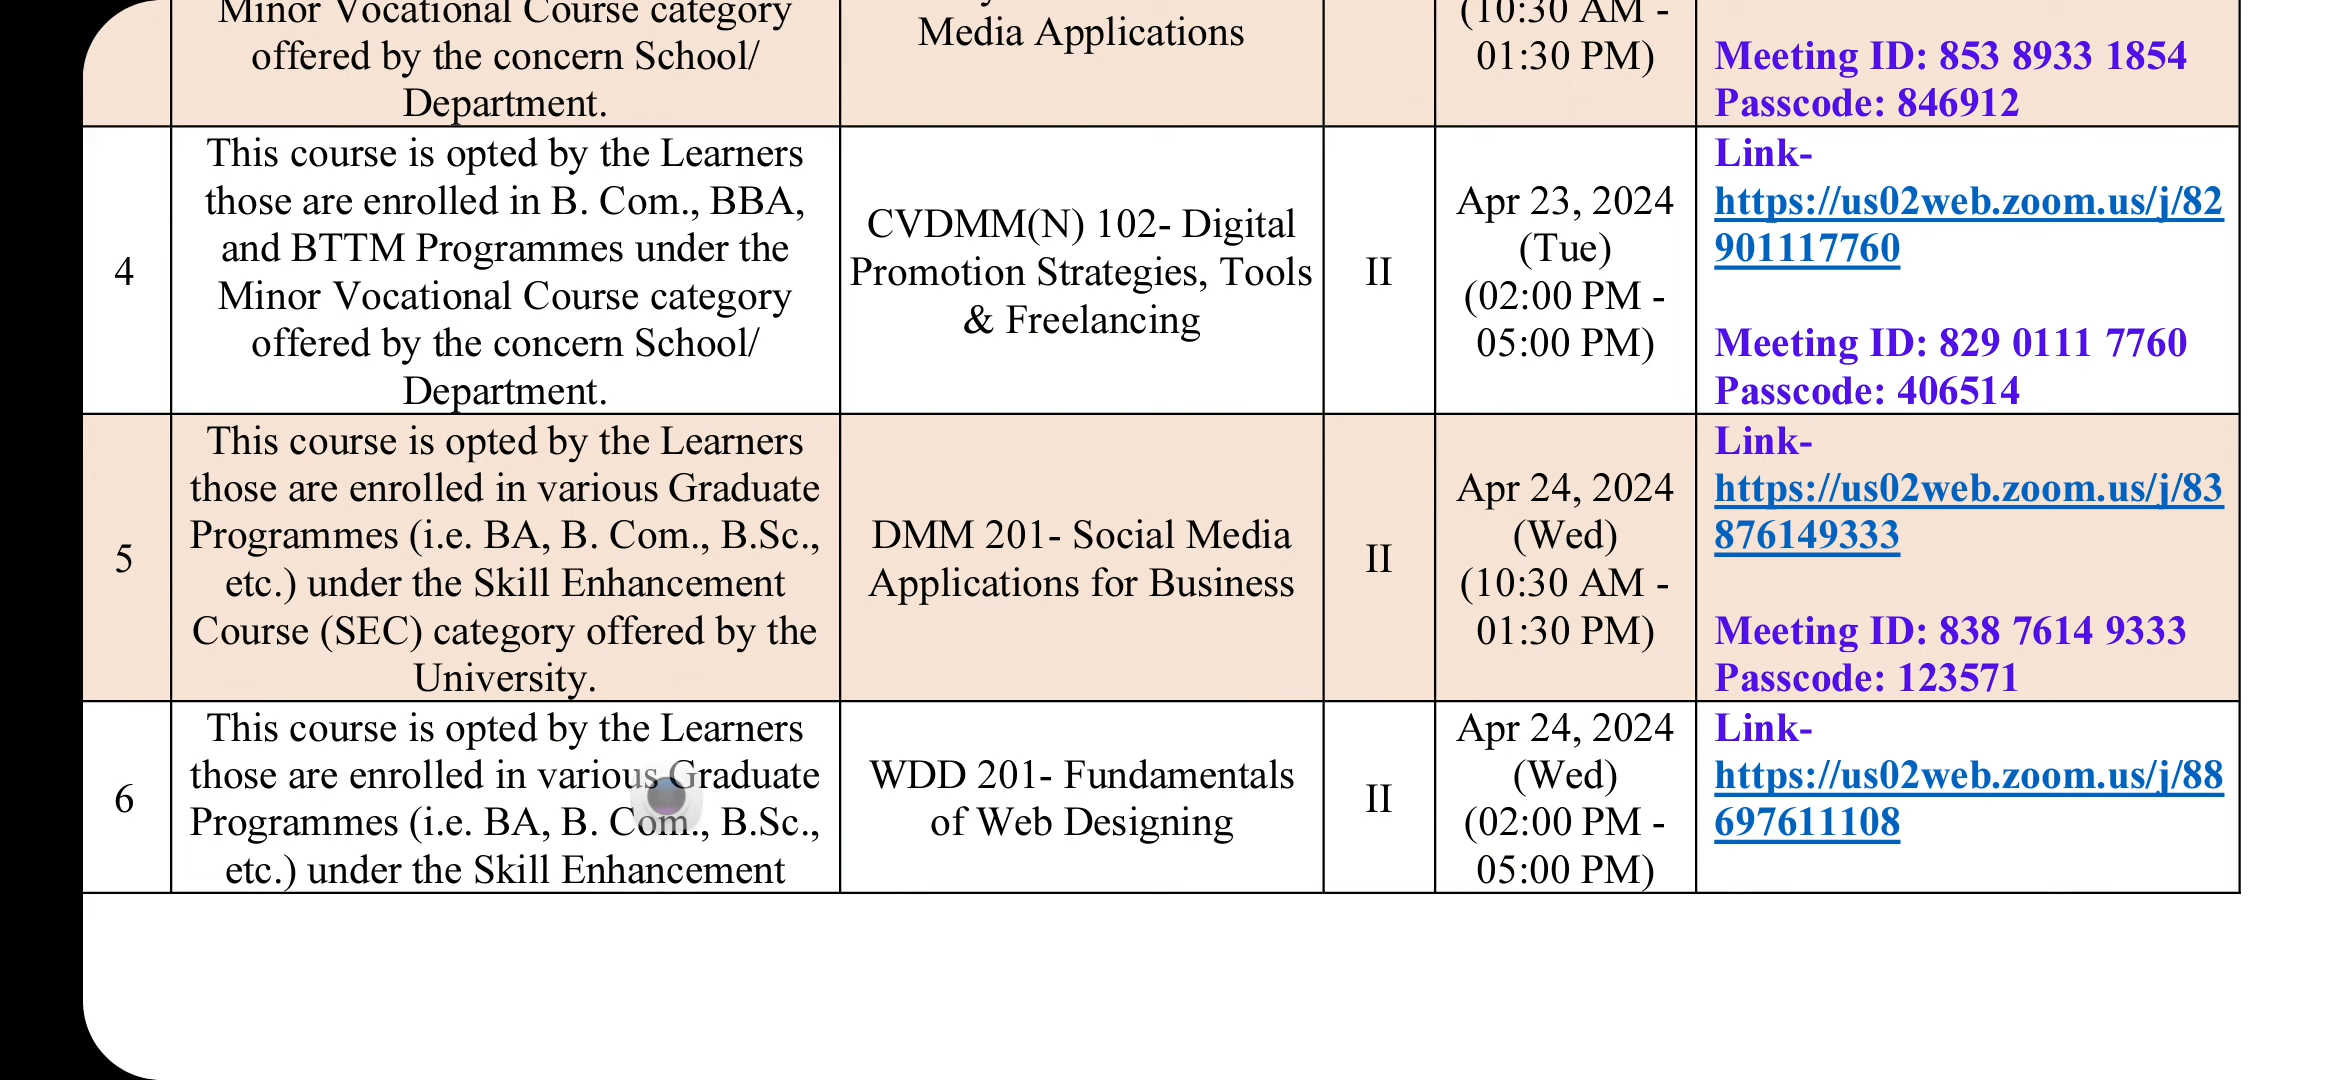 Minor Vocational Course category
offered by the concern School/
Department.
Media Applications
(10:30 AM -
01:30 PM)
Meeting ID: 853 8933 1854
Passcode: 846912
4
This course is opted by the Learners
those are enrolled in B. Com., BBA,
and BTTM Programmes under the
Minor Vocational Course category
offered by the concern School/
Department.
CVDMM(N) 102- Digital
Promotion Strategies, Tools
& Freelancing
II
Apr 23, 2024
(Tue)
(02:00 PM -
05:00 PM)
Link-
https://us02web.zoom.us/j/82
901117760
Meeting ID: 829 0111 7760
Passcode: 406514
5
This course is opted by the Learners
those are enrolled in various Graduate
Programmes (i.e. BA, B. Com., B.Sc.,
etc.) under the Skill Enhancement
Course (SEC) category offered by the
University.
DMM 201- Social Media
Applications for Business
II
Apr 24, 2024
(Wed)
(10:30 AM -
01:30 PM)
Link-
https://us02web.zoom.us/j/83
876149333
Meeting ID: 838 7614 9333
Passcode: 123571
6
This course is opted by the Learners
those are enrolled in various Graduate
Programmes (i.e. BA, B. Com., B.Sc.,
etc.) under the Skill Enhancement
WDD 201- Fundamentals
of Web Designing
II
Apr 24, 2024
(Wed)
(02:00 PM -
05:00 PM)
Link-
https://us02web.zoom.us/j/88
697611108